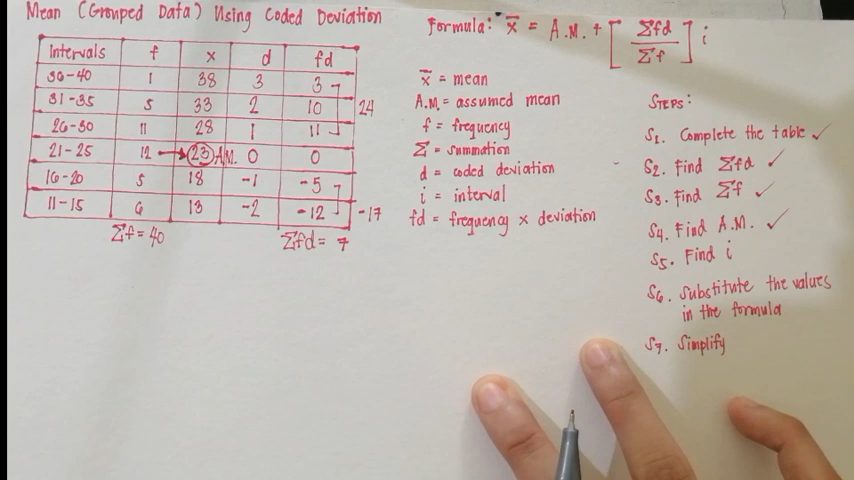 Mean (Grouped Data) Using Coded Deviation
Formula: x̄ = A.M. + [ Σfd / Σf ] i
Intervals f x d fd
36-40 1 38 3 3
31-35 5 33 2 10 24
26-30 11 28 1 11
21-25 12 → 23 A.M. 0 0
16-20 5 18 -1 -5
11-15 6 13 -2 -12 -17
Σf = 40 Σfd = 7
x̄ = mean
A.M. = assumed mean
f = frequency
Σ = summation
d = coded deviation
i = interval
fd = frequency x deviation
STEPS:
S1. Complete the table ✓
S2. Find Σfd ✓
S3. Find Σf ✓
S4. Find A.M. ✓
S5. Find i
S6. Substitute the values
in the formula
S7. Simplify